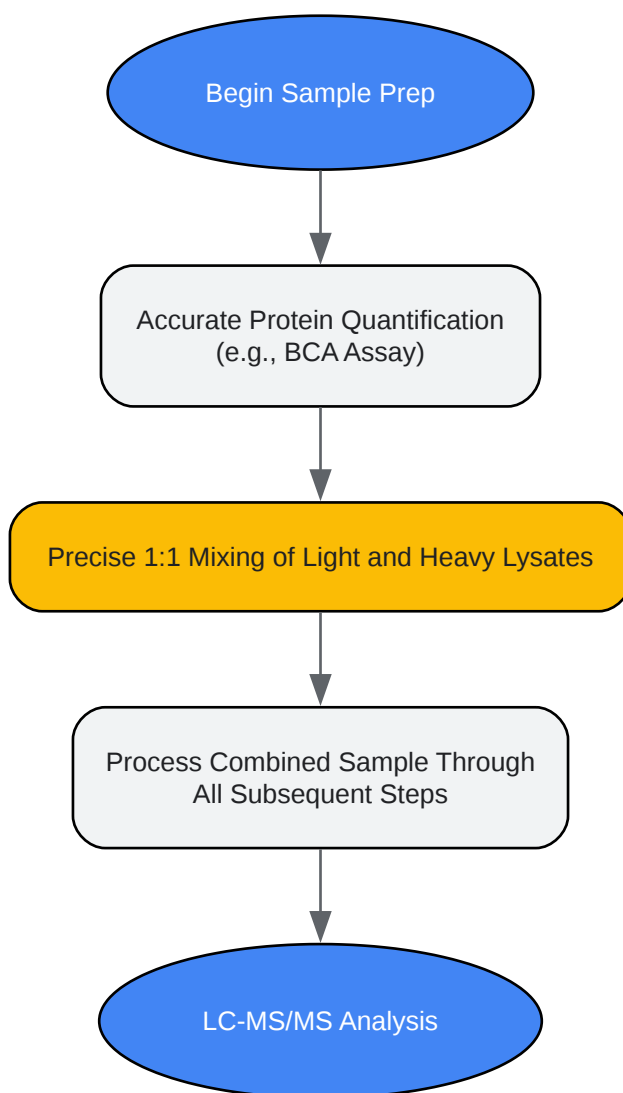 Begin Sample Prep
Accurate Protein Quantification
(e.g., BCA Assay)
Precise 1:1 Mixing of Light and Heavy Lysates
Process Combined Sample Through
All Subsequent Steps
LC-MS/MS Analysis